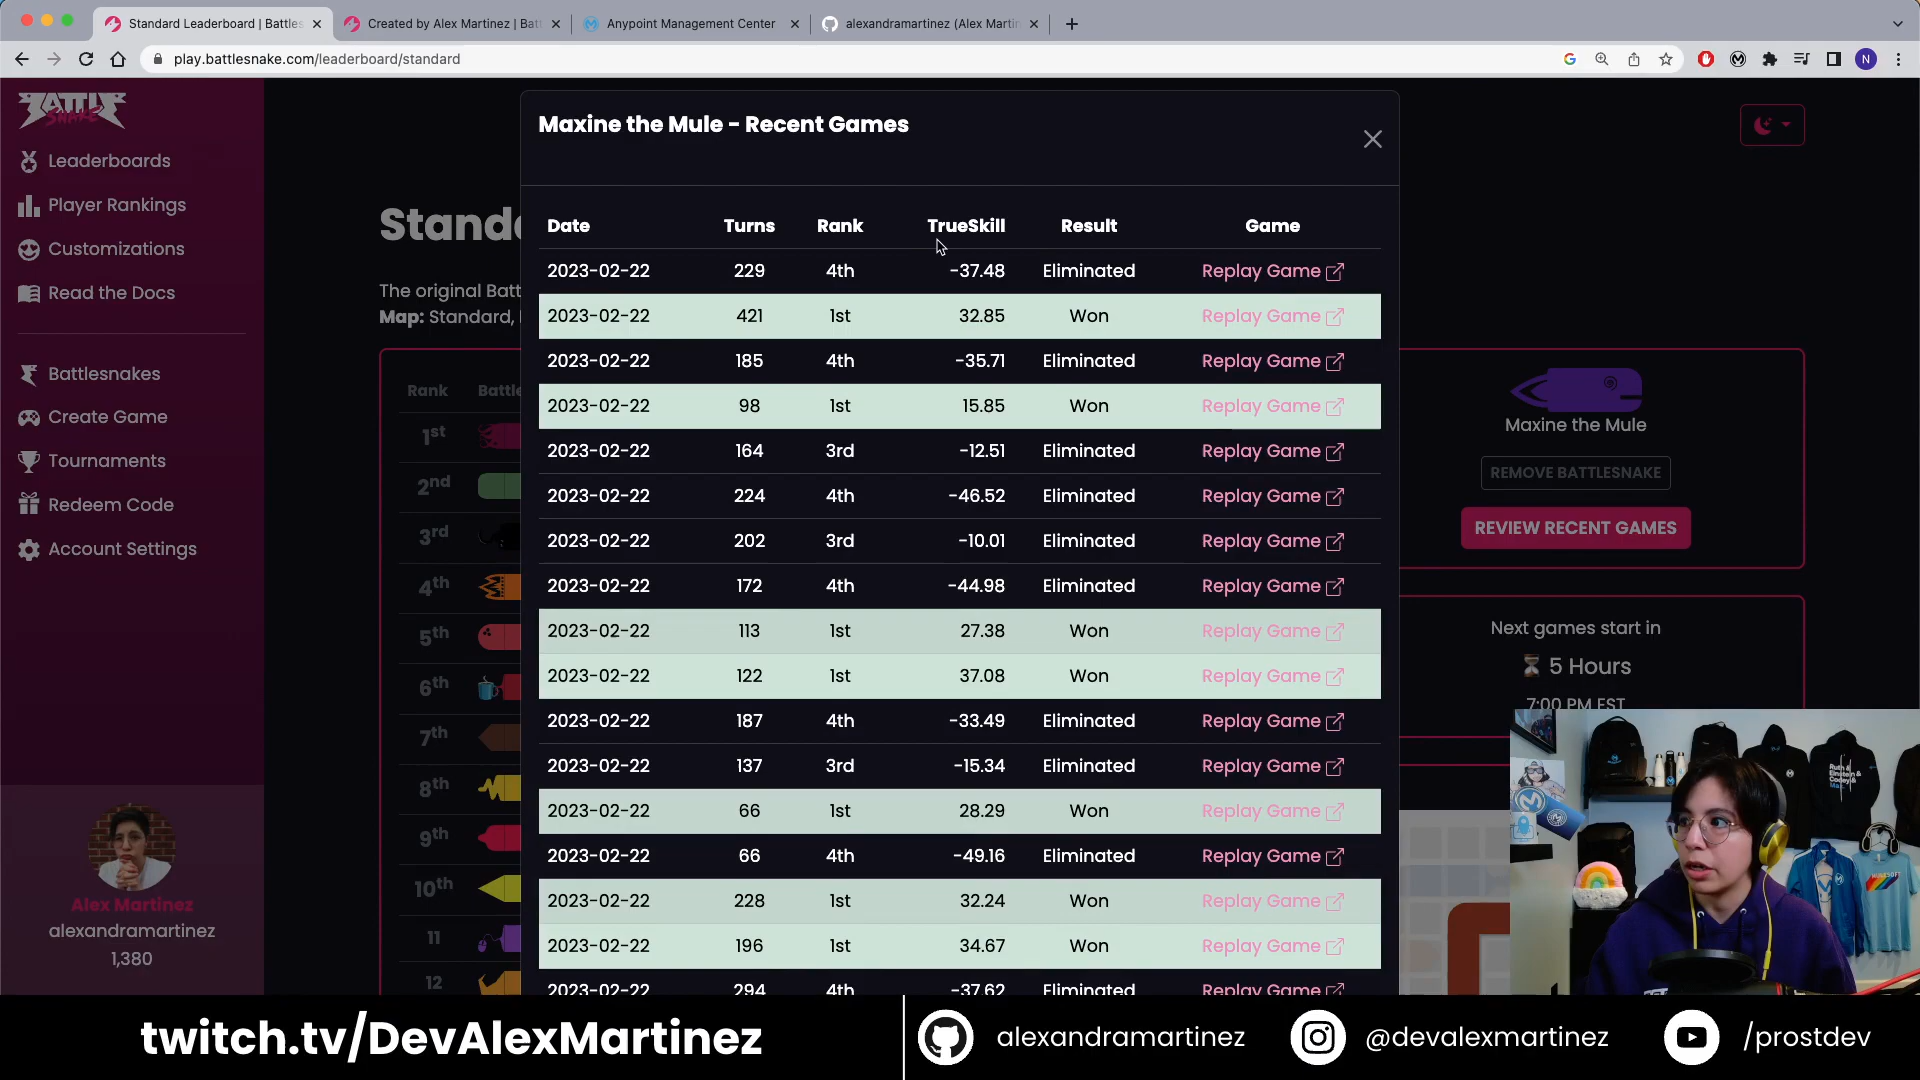 Standard Leaderboard | Battles
Created by Alex Martinez | Batt
Anypoint Management Center
alexandramartinez (Alex Martin
play.battlesnake.com/leaderboard/standard
N
BATTLE
SNAKE
Leaderboards
Player Rankings
Customizations
Read the Docs
Battlesnakes
Create Game
Tournaments
Redeem Code
Account Settings
Alex Martinez
alexandramartinez
1,380
Stand
The original Batt
Map: Standard,
Rank Battle
1st
2nd
3rd
4th
5th
6th
7th
8th
9th
10th
11
12
Maxine the Mule - Recent Games
Date Turns Rank TrueSkill Result Game
2023-02-22 229 4th -37.48 Eliminated Replay Game
2023-02-22 421 1st 32.85 Won Replay Game
2023-02-22 185 4th -35.71 Eliminated Replay Game
2023-02-22 98 1st 15.85 Won Replay Game
2023-02-22 164 3rd -12.51 Eliminated Replay Game
2023-02-22 224 4th -46.52 Eliminated Replay Game
2023-02-22 202 3rd -10.01 Eliminated Replay Game
2023-02-22 172 4th -44.98 Eliminated Replay Game
2023-02-22 113 1st 27.38 Won Replay Game
2023-02-22 122 1st 37.08 Won Replay Game
2023-02-22 187 4th -33.49 Eliminated Replay Game
2023-02-22 137 3rd -15.34 Eliminated Replay Game
2023-02-22 66 1st 28.29 Won Replay Game
2023-02-22 66 4th -49.16 Eliminated Replay Game
2023-02-22 228 1st 32.24 Won Replay Game
2023-02-22 196 1st 34.67 Won Replay Game
2023-02-22 294 4th -37.62 Eliminated Replay Game
Maxine the Mule
REMOVE BATTLESNAKE
REVIEW RECENT GAMES
Next games start in
5 Hours
7:00 PM EST
Ruth &
Einstein &
Codey &
Max.
twitch.tv/DevAlexMartinez
alexandramartinez
@devalexmartinez
/prostdev